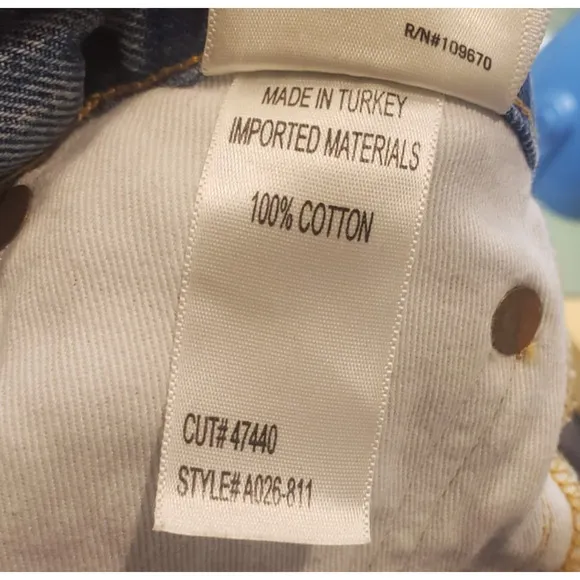 R/N#109670
MADE IN TURKEY
IMPORTED MATERIALS
100% COTTON
CUT# 47440
STYLE# A026-811